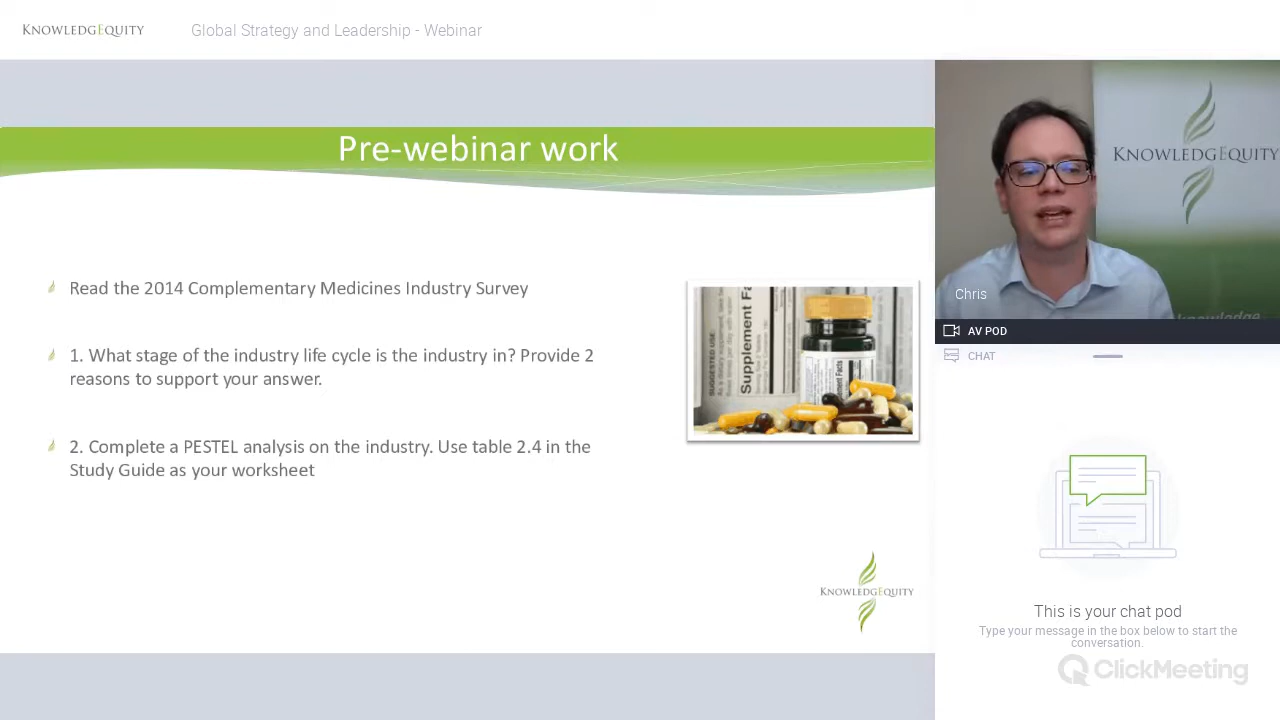 KNOWLEDGEQUITY
Global Strategy and Leadership - Webinar
Pre-webinar work
Read the 2014 Complementary Medicines Industry Survey
1. What stage of the industry life cycle is the industry in? Provide 2
reasons to support your answer.
2. Complete a PESTEL analysis on the industry. Use table 2.4 in the
Study Guide as your worksheet
SUGGESTED USE:
Supplement F
Supplement Facts
KNOWLEDGEQUITY
KNOWLEDGEQUITY
knowledge
Chris
AV POD
CHAT
This is your chat pod
Type your message in the box below to start the
conversation.
ClickMeeting